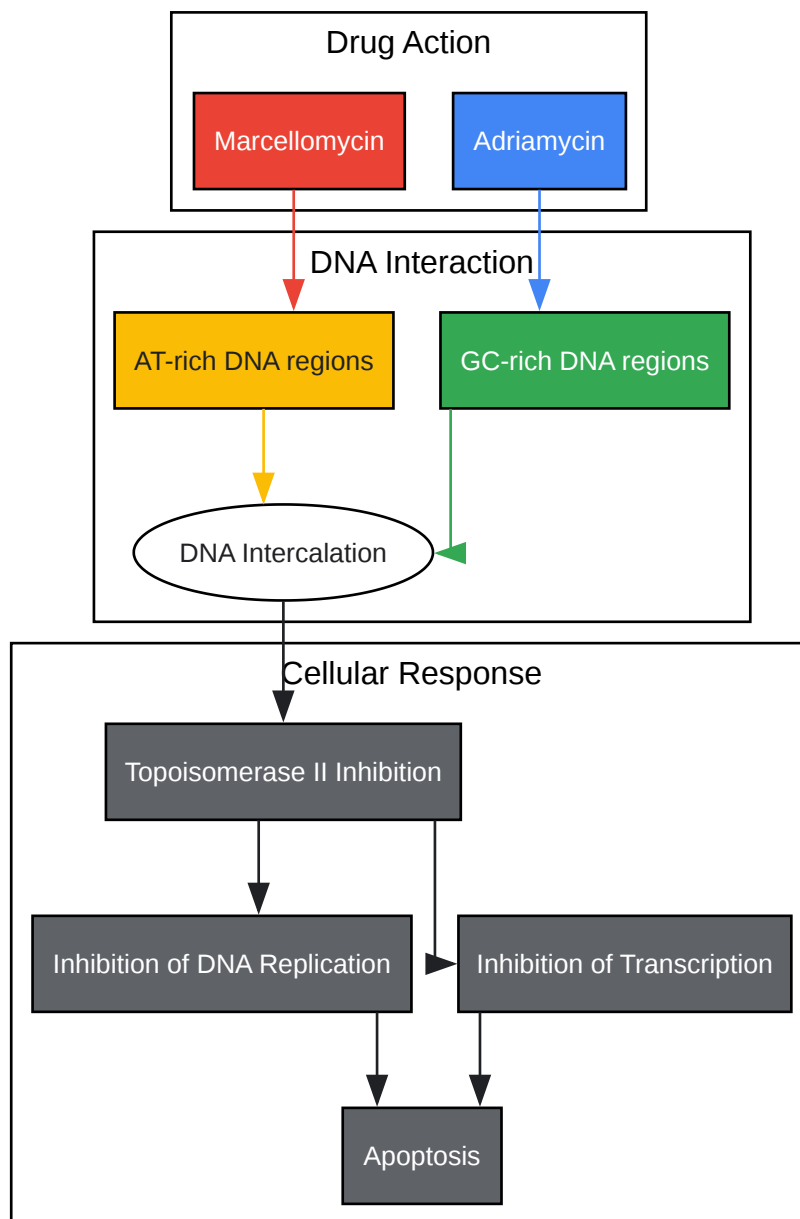 Drug Action
Marcellomycin
Adriamycin
DNA Interaction
AT-rich DNA regions
GC-rich DNA regions
DNA Intercalation
Cellular Response
Topoisomerase II Inhibition
Inhibition of DNA Replication
Inhibition of Transcription
Apoptosis